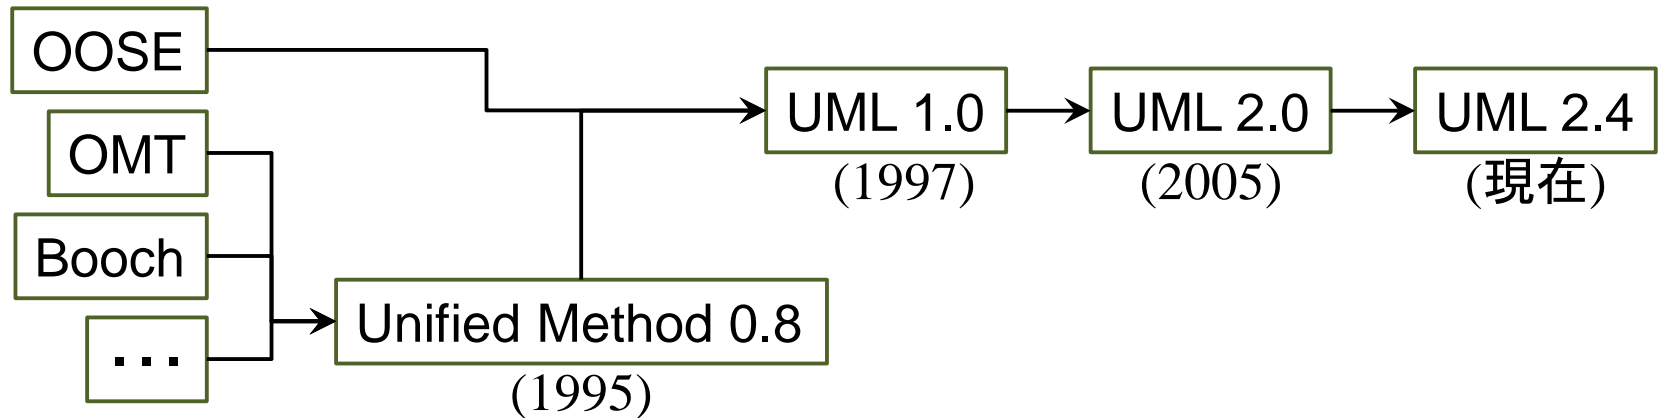 OOSE
OMT
Booch
・・・
Unified Method 0.8
(1995)
UML 1.0
(1997)
UML 2.0
(2005)
UML 2.4
(現在)